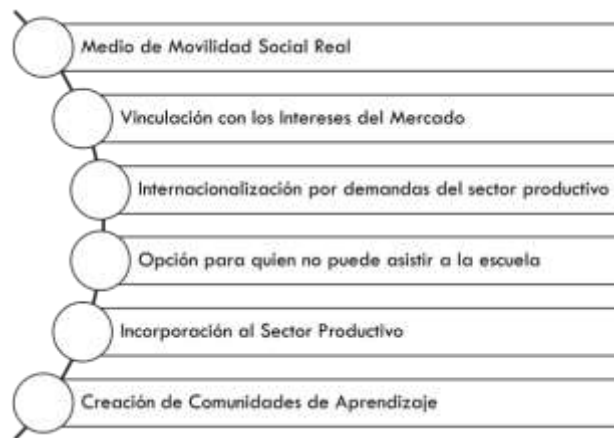 Medio de Movilidad Social Real
Vinculación con los Intereses del Mercado
Internacionalización por demandas del sector productivo
Opción para quien no puede asistir a la escuela
Incorporación al Sector Productivo
Creación de Comunidades de Aprendizaje